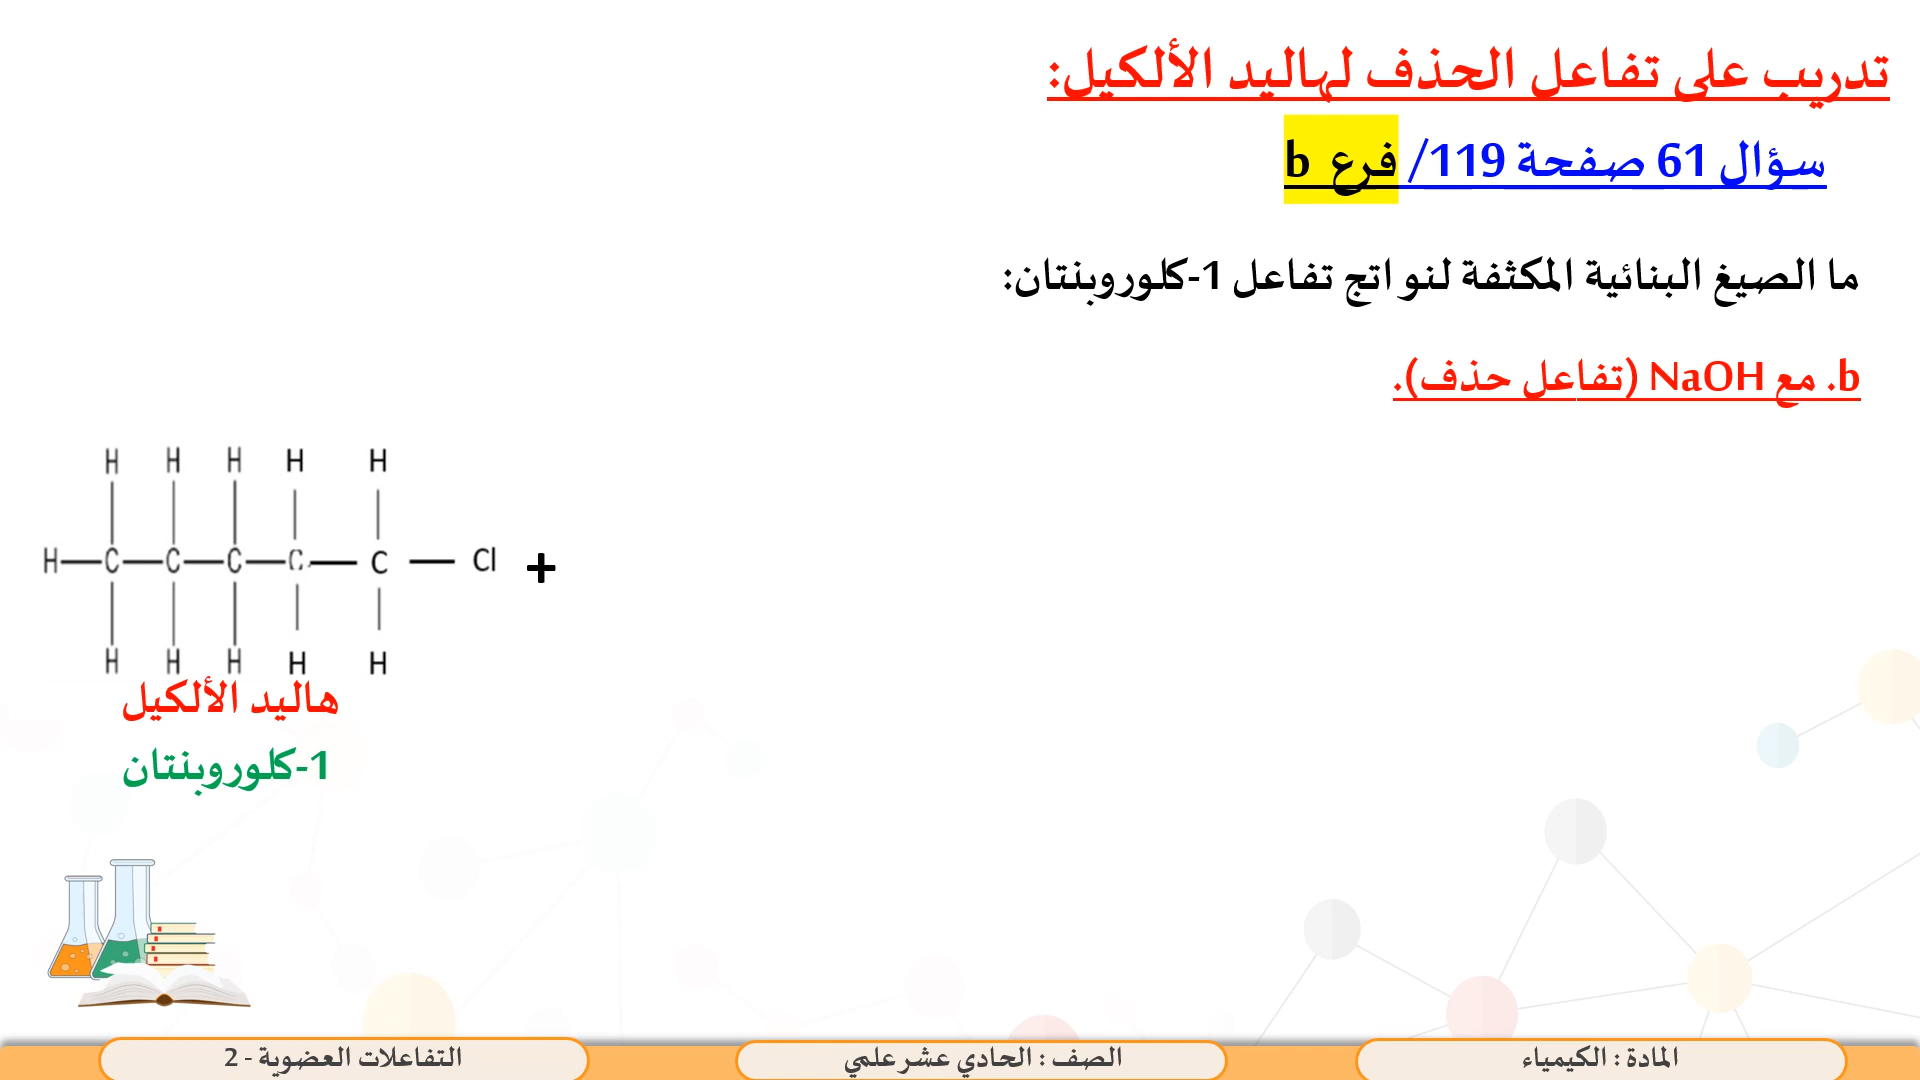 تدريب على تفاعل الحذف لهاليد الألكيل:
سؤال 61 صفحة 119/ فرع b
ما الصيغ البنائية المكثفة لنواتج تفاعل 1-كلوروبنتان:
b. مع NaOH (تفاعل حذف).
H H H H H
H C C C C C Cl +
H H H H H
هاليد الألكيل
1-كلوروبنتان
المادة : الكيمياء
الصف : الحادي عشر علمي
التفاعلات العضوية - 2